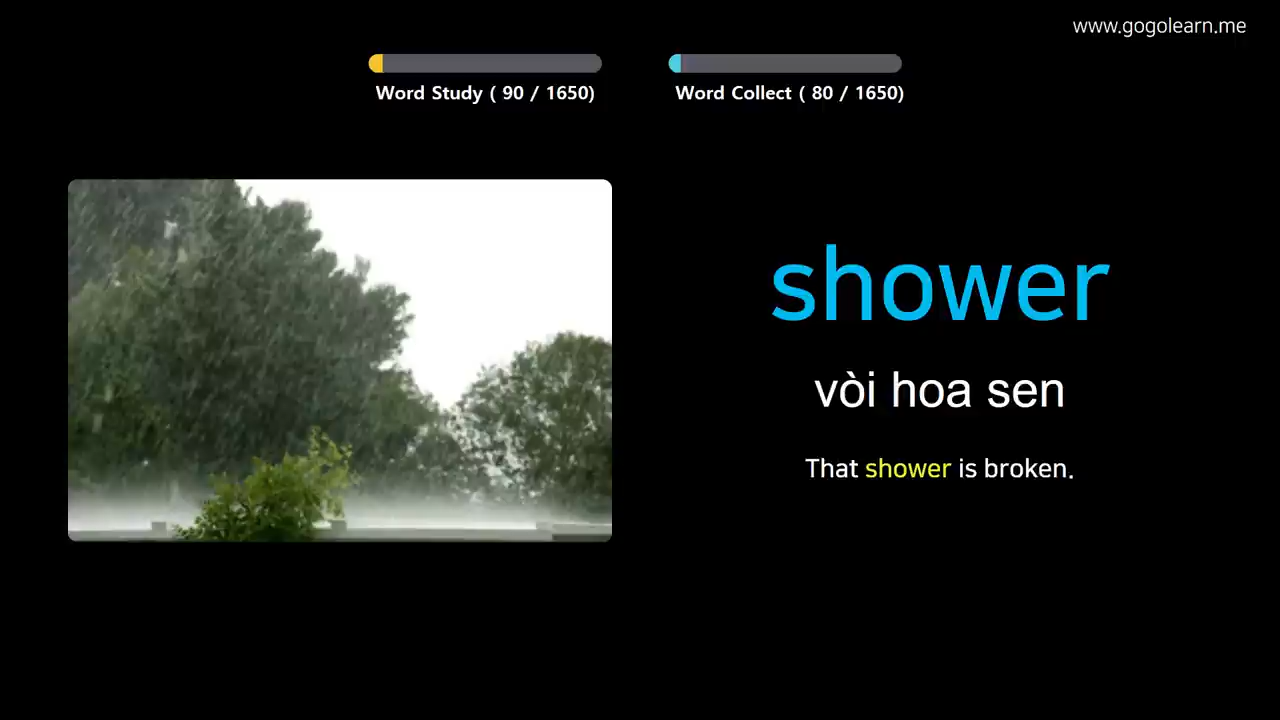 www.gogolearn.me
Word Study ( 90 / 1650)
Word Collect ( 80 / 1650)
shower
vòi hoa sen
That shower is broken.